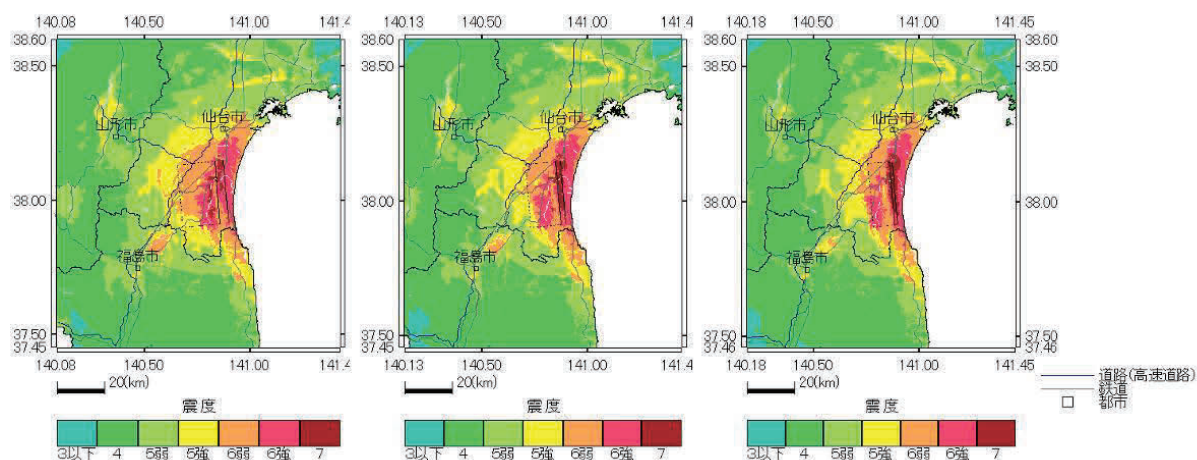 140.08 140.50 141.00 141.4
38.60
38.50
38.00
37.50
37.45
山形市
仙台市
福島市
140.08 140.50 141.00 141.4
20(km)
震度
3以下 4 5弱 5強 6弱 6強 7
140.13 140.50 141.00 141.4
38.60
38.50
38.00
37.50
37.45
山形市
仙台市
福島市
140.13 140.50 141.00 141.4
20(km)
震度
3以下 4 5弱 5強 6弱 6強 7
140.18 140.50 141.00 141.45
38.60 38.60
38.50 38.50
38.00 38.00
37.50 37.50
37.46 37.46
山形市
仙台市
福島市
140.18 140.50 141.00 141.45
20(km)
震度
3以下 4 5弱 5強 6弱 6強 7
道路(高速道路)
鉄道
都市